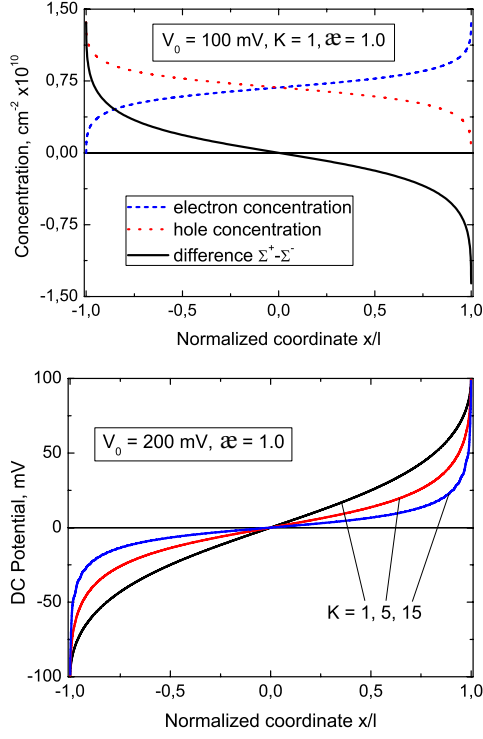 1,50
V0 = 100 mV, K = 1, æ = 1.0
0,75
Concentration, cm-2 x10^10
0,00
electron concentration
hole concentration
difference Σ+-Σ-
-0,75
-1,50
-1,0 -0,5 0,0 0,5 1,0
Normalized coordinate x/l
100
V0 = 200 mV, æ = 1.0
50
DC Potential, mV
0
-50
K = 1, 5, 15
-100
-1,0 -0,5 0,0 0,5 1,0
Normalized coordinate x/l